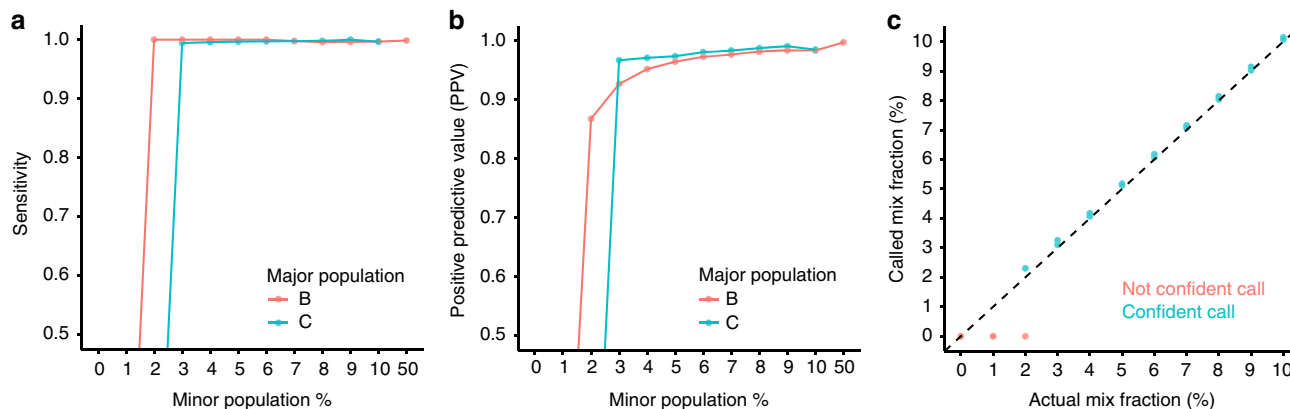 a
Sensitivity
1.0
0.9
1.0
0.7
0.6
0.5
0 1 2 3 4 5 6 7 8 9 10 50
Minor population %
Major population
B
C
b
Positive predictive value (PPV)
1.0
0.9
1.0
0.7
0.6
0.5
0 1 2 3 4 5 6 7 8 9 10 50
Minor population %
Major population
B
C
c
Called mix fraction (%)
10
9
8
7
6
5
4
3
2
1
0
0 1 2 3 4 5 6 7 8 9 10
Actual mix fraction (%)
Not confident call
Confident call